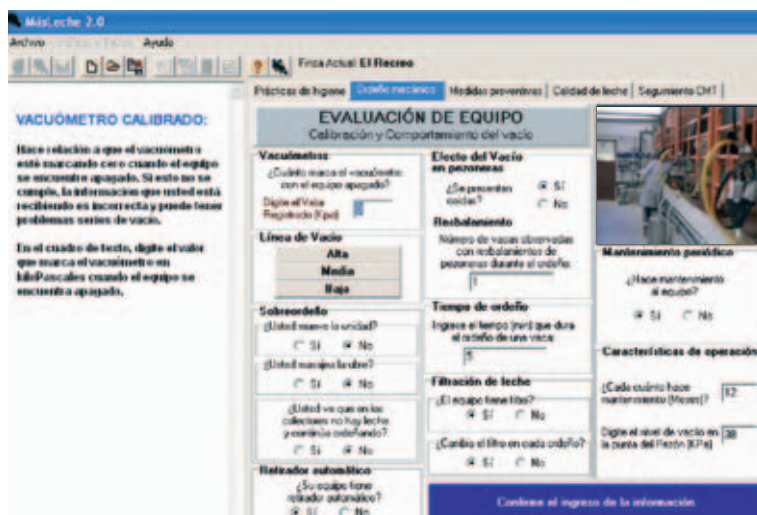 MásLeche 2.0
Archivo Ayuda
Finca Actual El Recreo
Prácticas de higiene Ordeño mecánico Medidas preventivas Calidad de leche Seguimiento CMT
VACUÓMETRO CALIBRADO:
Hace relación a que el vacuómetro
esté marcando cero cuando el equipo
se encuentre apagado. Si esto no se
cumple, la información que usted está
recibiendo es incorrecta y puede tener
problemas serios de vacío.
En el cuadro de texto, digite el valor
que marca el vacuómetro en
kiloPascales cuando el equipo se
encuentra apagado.
EVALUACIÓN DE EQUIPO
Calibración y Comportamiento del vacío
Vacuómetros
¿Cuánto marca el vacuómetro
con el equipo apagado?
Digite el Valor
Registrado (Kpa)
Línea de Vacío
Alta
Media
Baja
Sobreordeño
¿Usted mueve la unidad?
Sí No
¿Usted masajea la ubre?
Sí No
¿Usted ve que en los
colectores no hay leche
y continúa ordeñando?
Sí No
Retirador automático
¿Su equipo tiene
retirador automático?
Sí No
Efecto del Vacío
en pezoneras
¿Se presentan
caídas?
Sí
No
Resbalamiento
Número de vacas observadas
con resbalamientos de
pezoneras durante el ordeño:
1
Tiempo de ordeño
Ingrese el tiempo (min) que dura
el ordeño de una vaca:
5
Filtración de leche
¿El equipo tiene filtro?
Sí No
¿Cambia el filtro en cada ordeño?
Sí No
Mantenimiento periódico
¿Hace mantenimiento
al equipo?
Sí No
Características de operación
¿Cada cuánto hace
mantenimiento (Meses)? 12
Digite el nivel de vacío en
la punta del Pezón (KPa) 38
Confirme el ingreso de la información